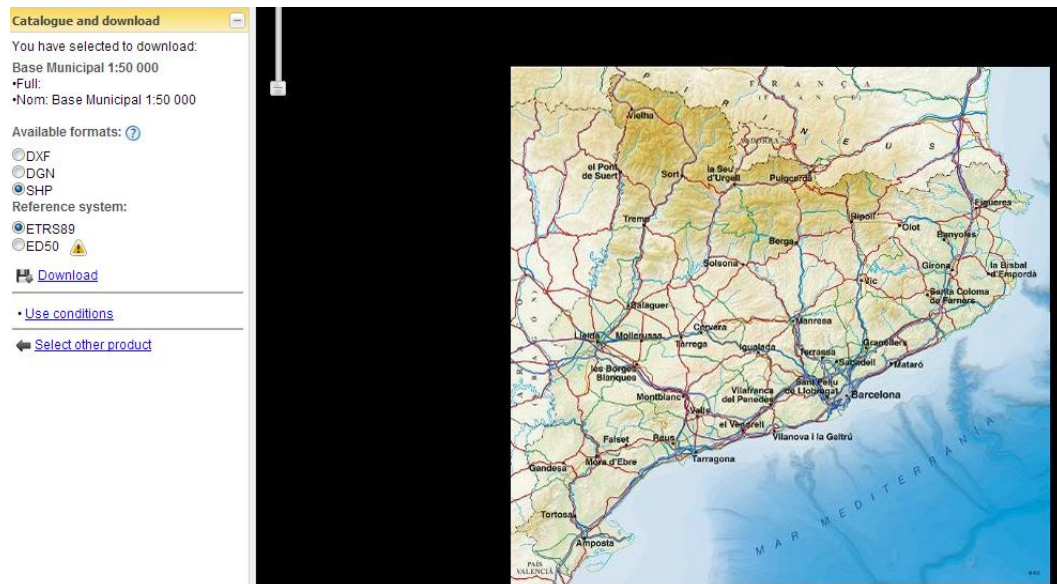 Catalogue and download
You have selected to download:
Base Municipal 1:50 000
•Full:
•Nom: Base Municipal 1:50 000
Available formats: ?
DXF
DGN
SHP
Reference system:
ETRS89
ED50
Download
• Use conditions
Select other product
PIRINEUS
FRANÇA
Vielha
ANDORRA
el Pont
de Suert
Sort
la Seu
d'Urgell
Puigcerdà
Figueres
Tremp
Ripoll
Olot
Banyoles
Berga
Solsona
Girona
la Bisbal
d'Empordà
Vic
Santa Coloma
de Farners
Balaguer
Manresa
Lleida
Mollerussa
Cervera
Tàrrega
Igualada
Terrassa
Granollers
Sabadell
Mataró
les Borges
Blanques
Sant Feliu
de Llobregat
Barcelona
Montblanc
Vilafranca
del Penedès
Valls
el Vendrell
Vilanova i la Geltrú
Falset
Reus
Tarragona
Gandesa
Móra d'Ebre
MAR MEDITERRÀNIA
Tortosa
Amposta
PAÍS
VALENCIÀ